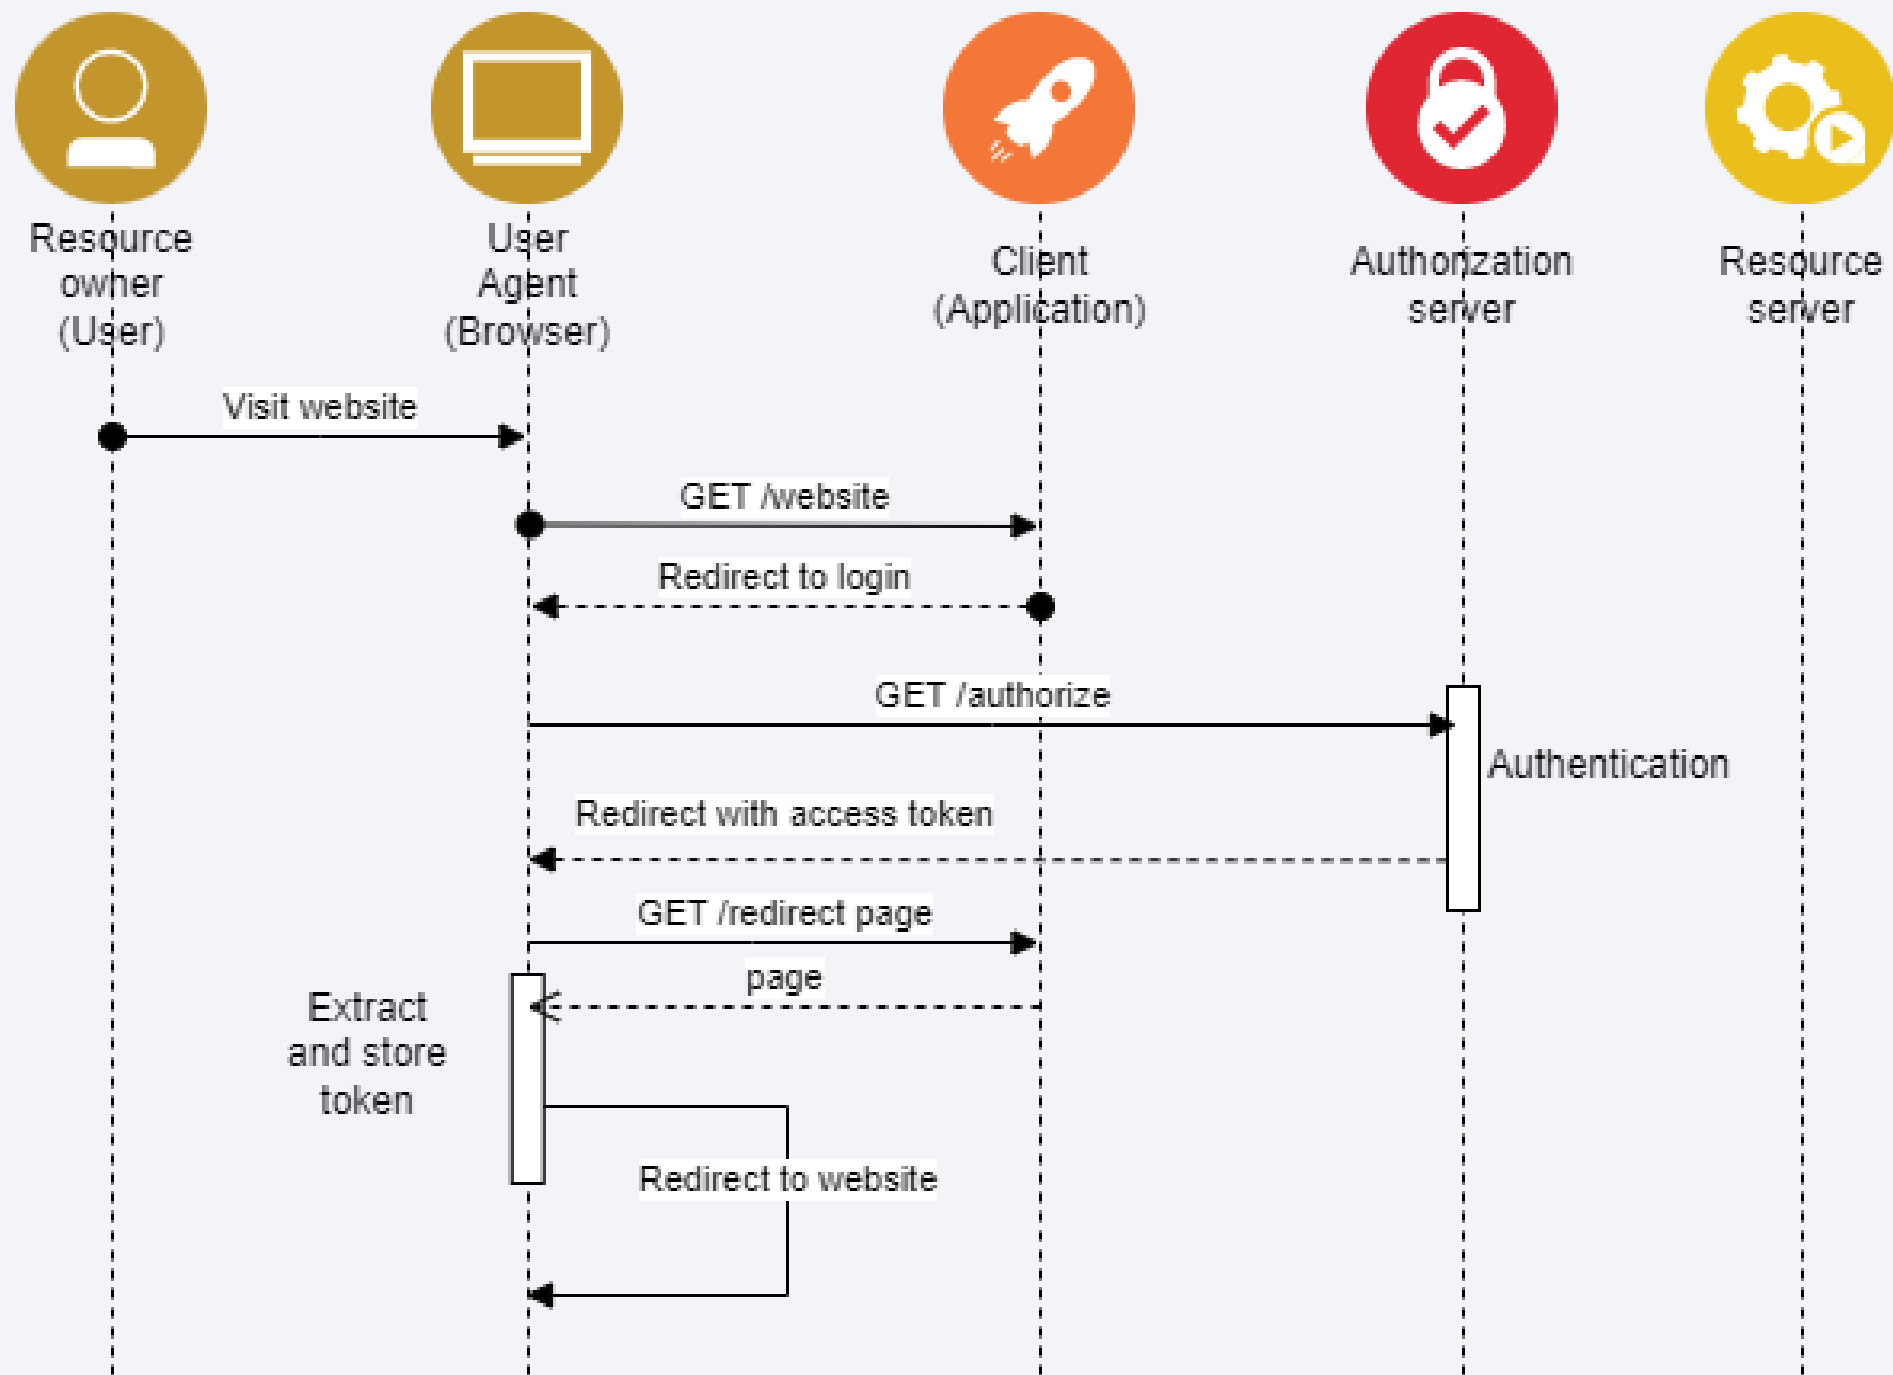 Resource
owner
(User)
User
Agent
(Browser)
Client
(Application)
Authorization
server
Resource
server
Visit website
GET /website
Redirect to login
GET /authorize
Authentication
Redirect with access token
GET /redirect page
page
Extract
and store
token
Redirect to website